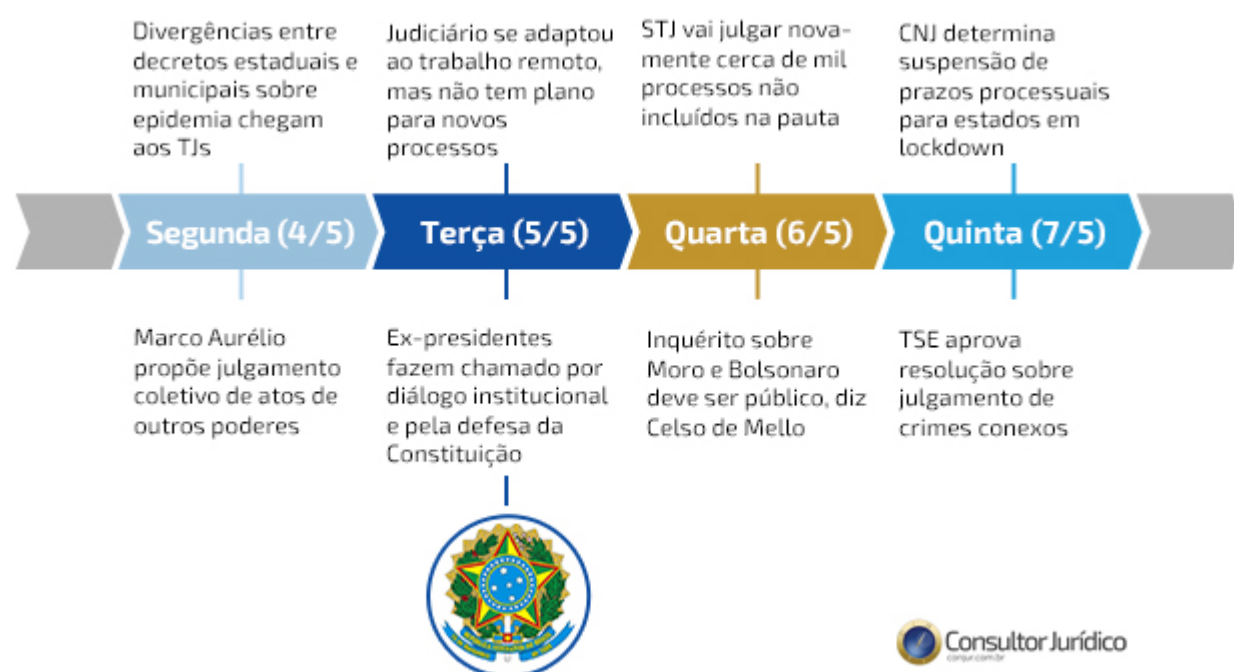 Divergências entre
decretos estaduais e
municipais sobre
epidemia chegam
aos TJs
Judiciário se adaptou
ao trabalho remoto,
mas não tem plano
para novos
processos
STJ vai julgar nova-
mente cerca de mil
processos não
incluídos na pauta
CNJ determina
suspensão de
prazos processuais
para estados em
lockdown
Segunda (4/5)
Terça (5/5)
Quarta (6/5)
Quinta (7/5)
Marco Aurélio
propõe julgamento
coletivo de atos de
outros poderes
Ex-presidentes
fazem chamado por
diálogo institucional
e pela defesa da
Constituição
Inquérito sobre
Moro e Bolsonaro
deve ser público, diz
Celso de Mello
TSE aprova
resolução sobre
julgamento de
crimes conexos
Consultor Jurídico
conjur.com.br